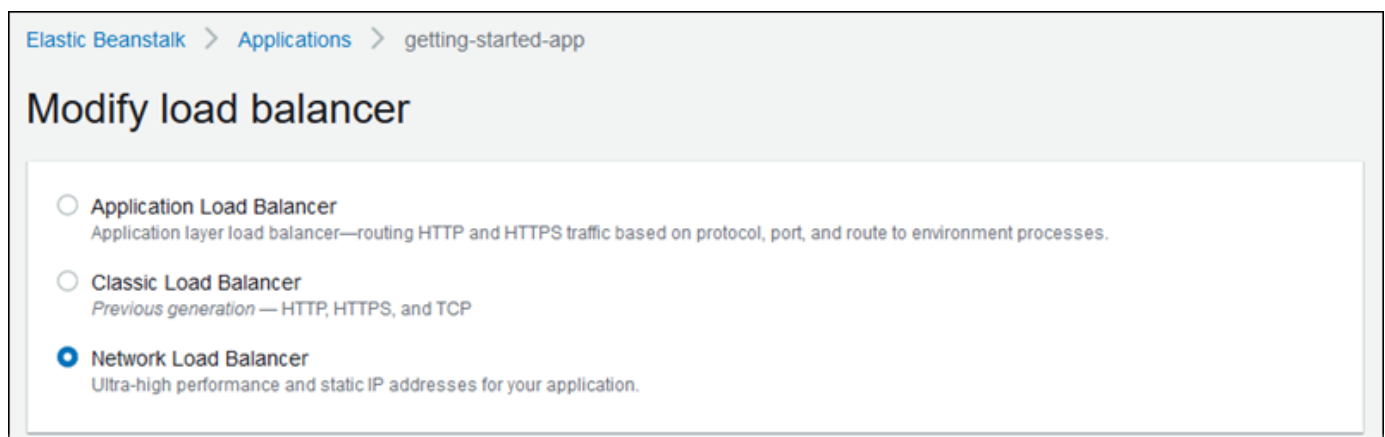 Elastic Beanstalk > Applications > getting-started-app
Modify load balancer
Application Load Balancer
Application layer load balancer—routing HTTP and HTTPS traffic based on protocol, port, and route to environment processes.
Classic Load Balancer
Previous generation — HTTP, HTTPS, and TCP
Network Load Balancer
Ultra-high performance and static IP addresses for your application.